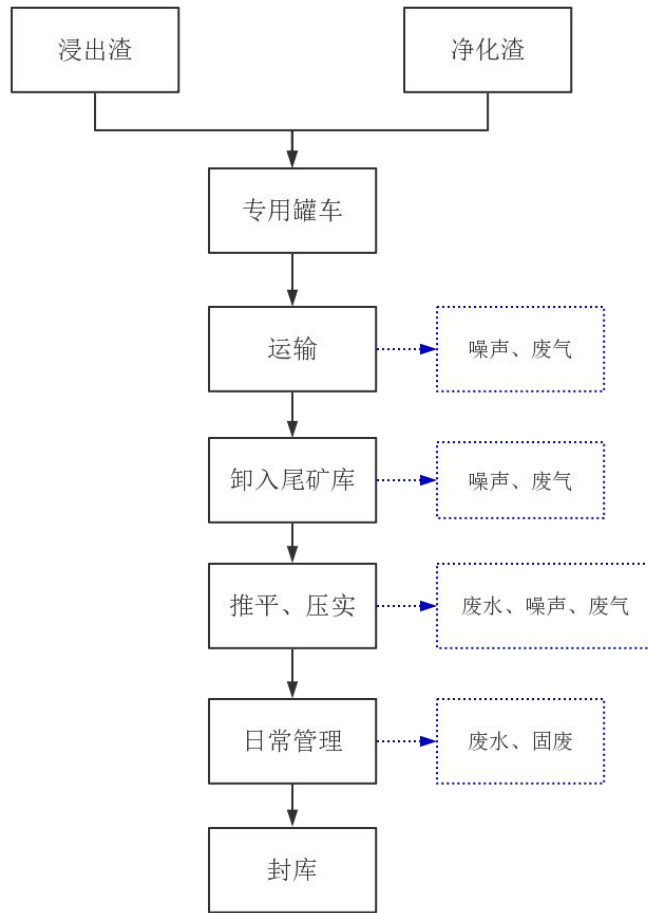 浸出渣
净化渣
专用罐车
运输
噪声、废气
卸入尾矿库
噪声、废气
推平、压实
废水、噪声、废气
日常管理
废水、固废
封库